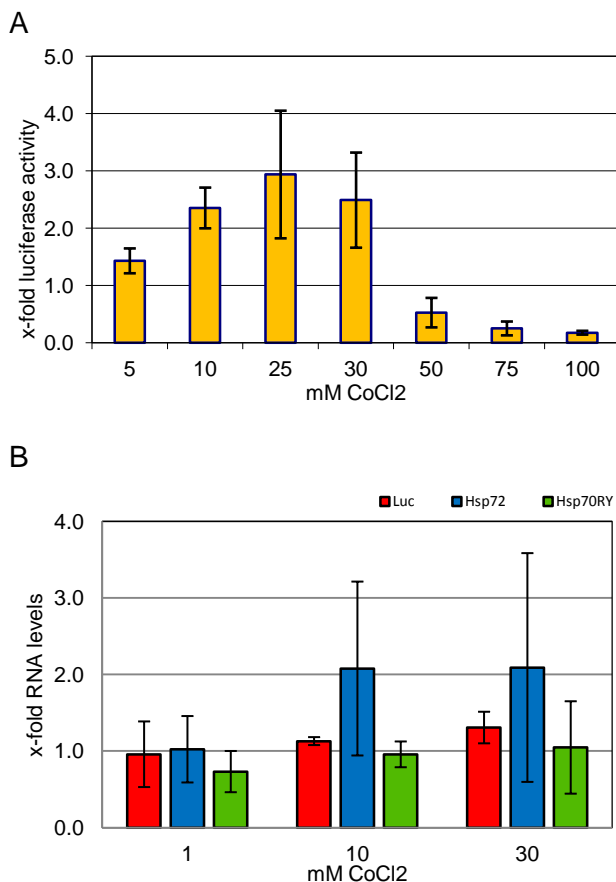 A
x-fold luciferase activity
5.0
4.0
3.0
2.0
1.0
0.0
5 10 25 30 50 75 100
mM CoCl2
B
Luc Hsp72 Hsp70RY
x-fold RNA levels
4.0
3.0
2.0
1.0
0.0
1 10 30
mM CoCl2